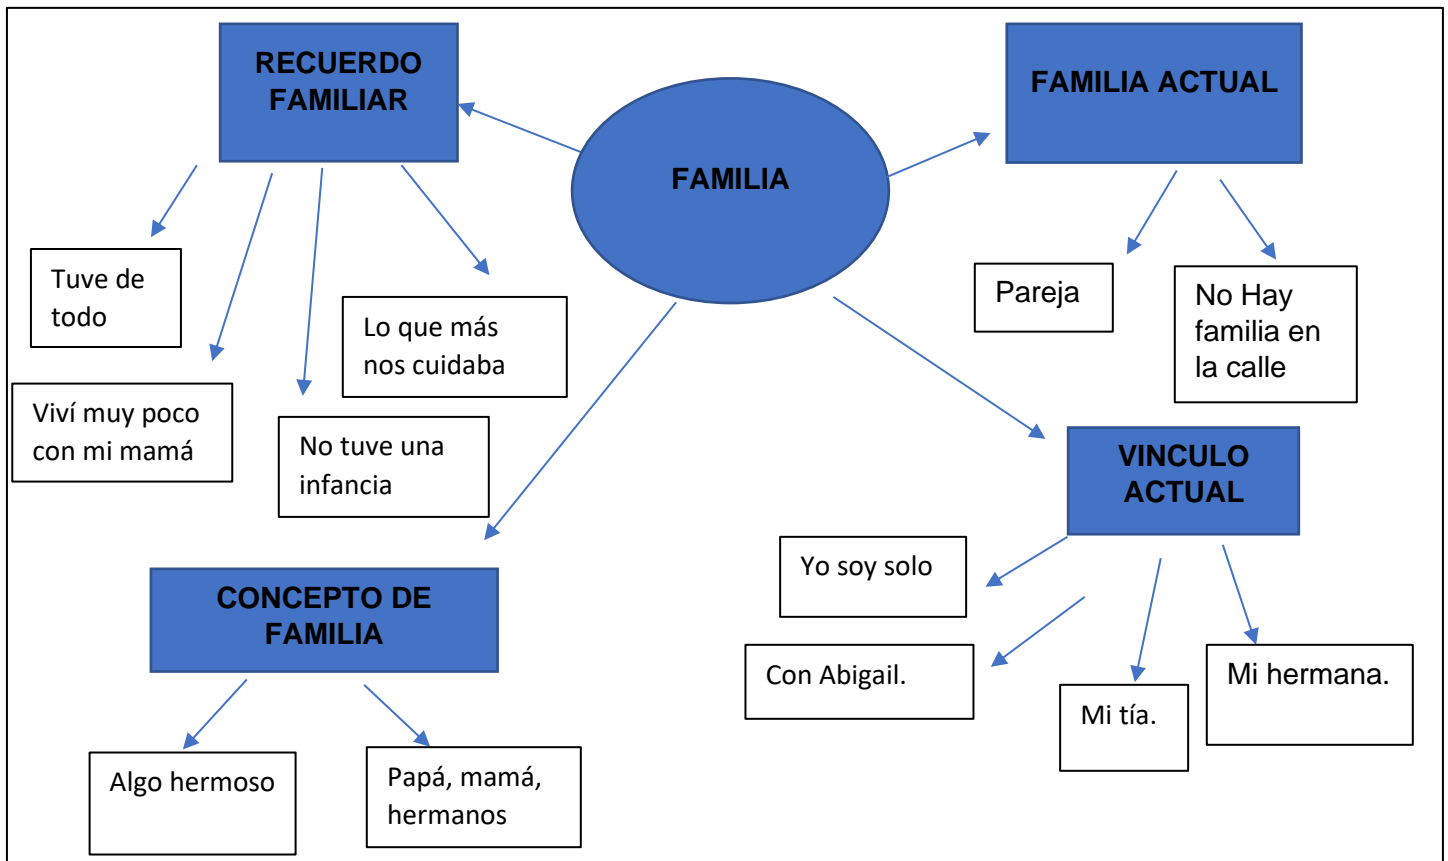 RECUERDO
FAMILIAR
FAMILIA
FAMILIA ACTUAL
Tuve de
todo
Lo que más
nos cuidaba
Viví muy poco
con mi mamá
No tuve una
infancia
Pareja
No Hay
familia en
la calle
VINCULO
ACTUAL
Yo soy solo
Con Abigail.
Mi tía.
Mi hermana.
CONCEPTO DE
FAMILIA
Algo hermoso
Papá, mamá,
hermanos